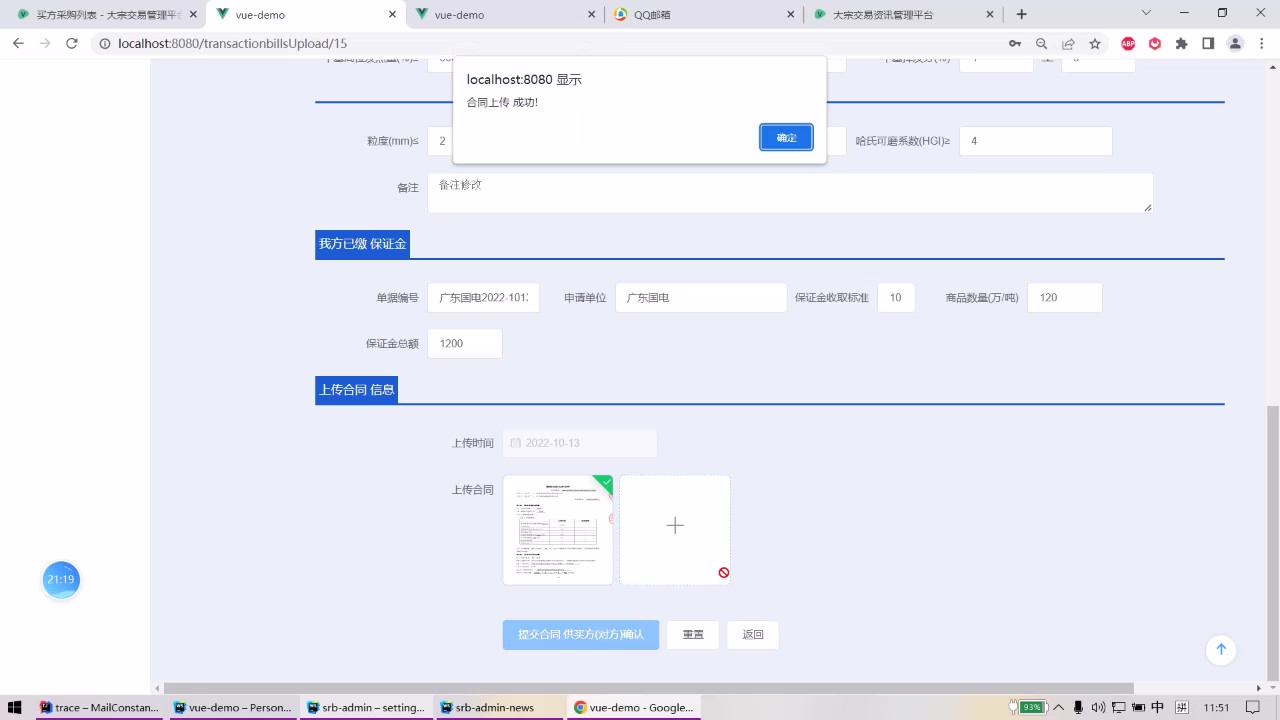 买方采购列表 - 大宗交易管理平台
vue-demo
vue-demo
QQ邮箱
大宗交易资讯管理平台
localhost:8080/transactionbillsUpload/15
ABP
localhost:8080 显示
合同上传 成功!
确定
粒度(mm)≤
2
哈氏可磨系数(HGI)≥
4
备注
备注修改
我方已缴 保证金
单据编号
广东国电2022-101
申请单位
广东国电
保证金收取标准
10
商品数量(万/吨)
120
保证金总额
1200
上传合同 信息
上传时间
2022-10-13
上传合同
21:19
提交合同 供买方(对方)确认
重置
返回
trace – MailConstan...
vue-demo – Person...
srb-admin – setting...
srb-admin-news
vue-demo - Google...
93%
中
拼
11:51